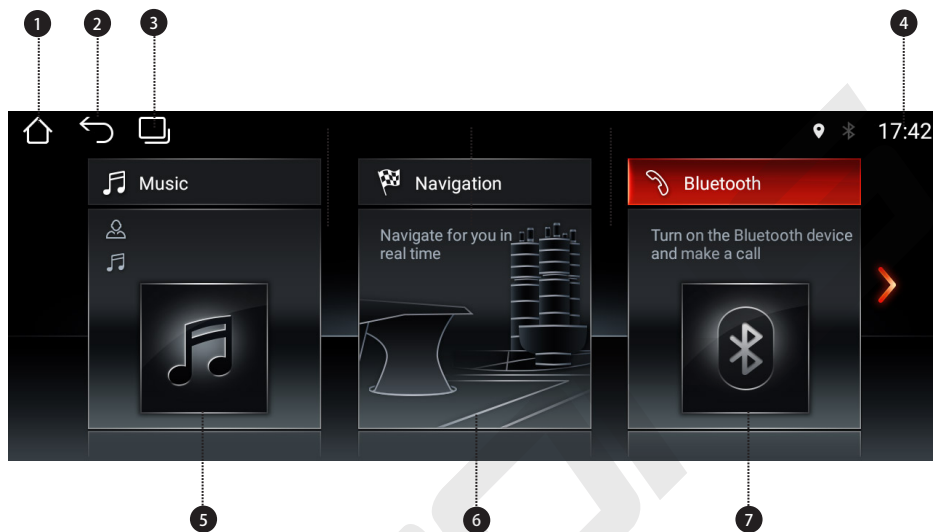 1
2
3
4
17:42
Music
Navigation
Bluetooth
Navigate for you in
real time
Turn on the Bluetooth device
and make a call
5
6
7